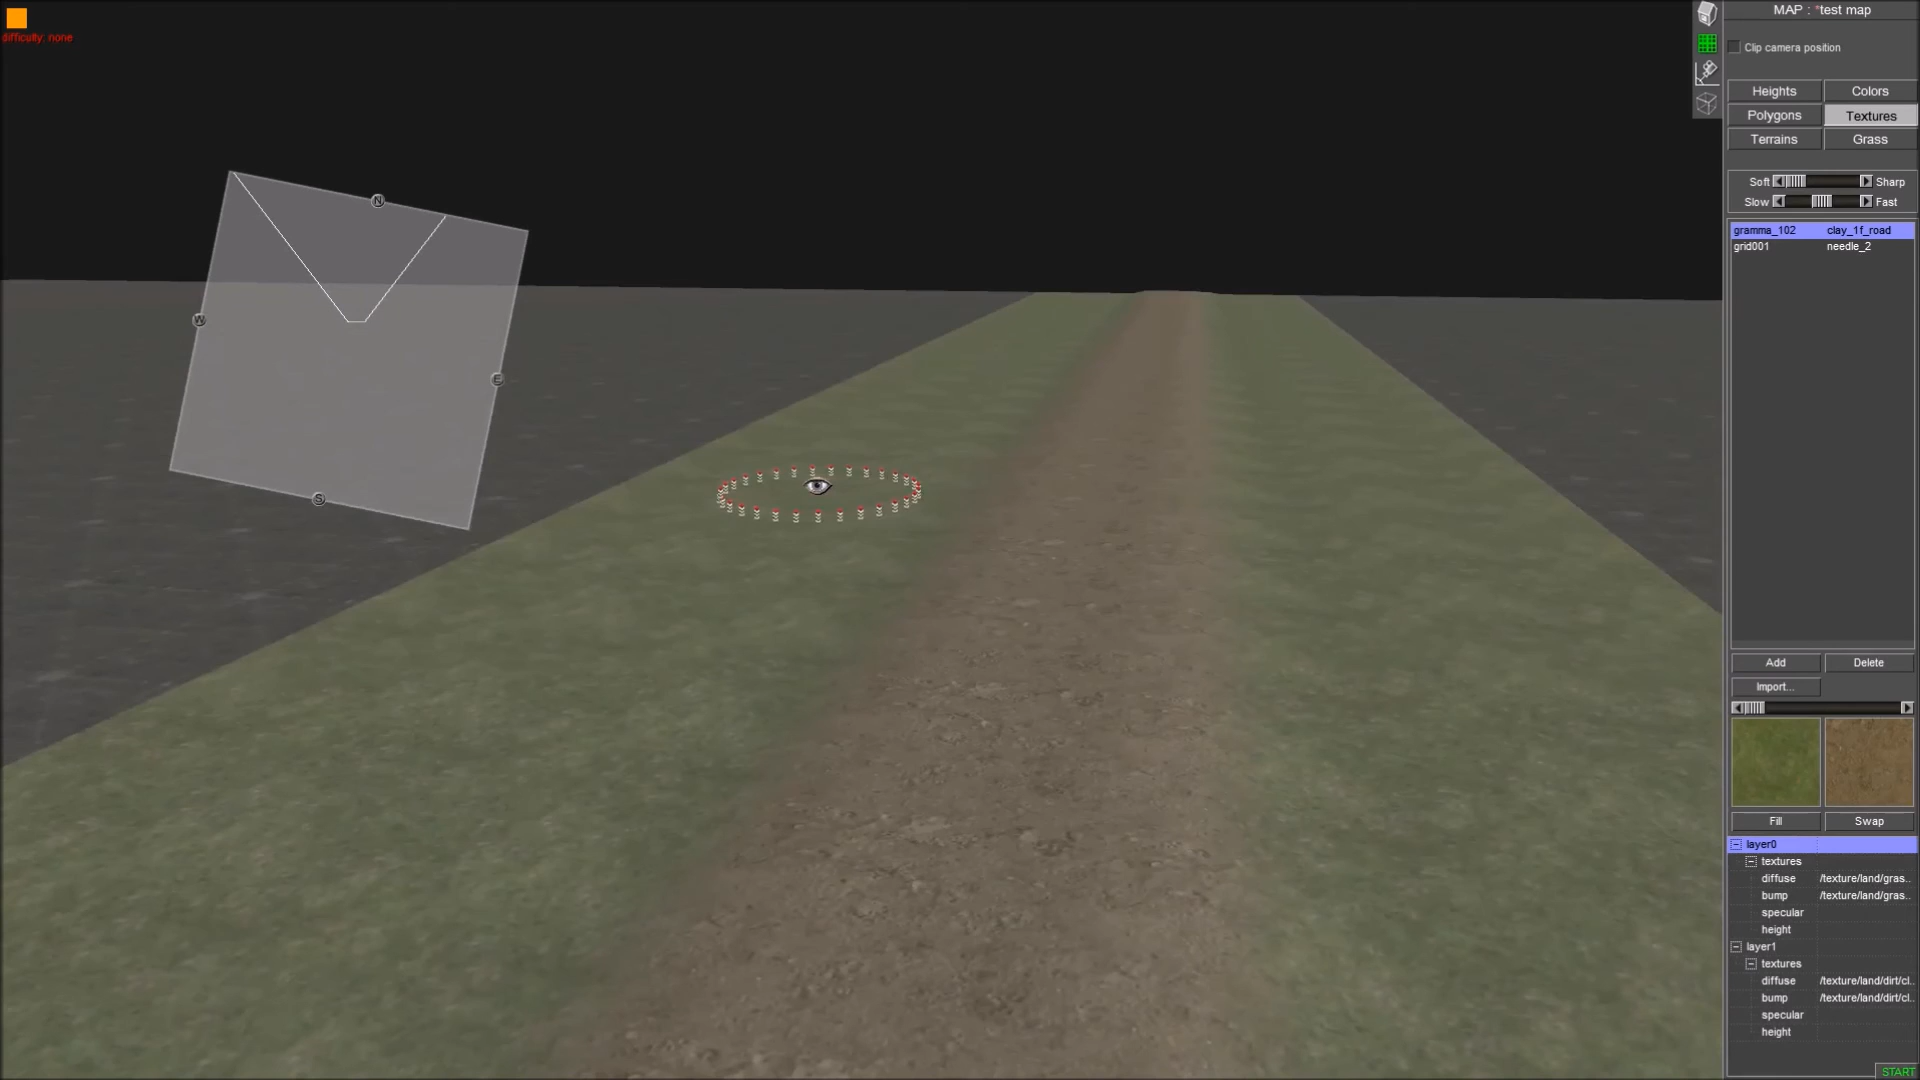 difficulty: none
N
W
E
S
MAP : *test map
Clip camera position
Heights Colors
Polygons Textures
Terrains Grass
Soft Sharp
Slow Fast
gramma_102 clay_1f_road
grid001 needle_2
Add Delete
Import...
Fill Swap
layer0
textures
diffuse /texture/land/gras..
bump /texture/land/gras..
specular
height
layer1
textures
diffuse /texture/land/dirt/cl..
bump /texture/land/dirt/cl..
specular
height
START